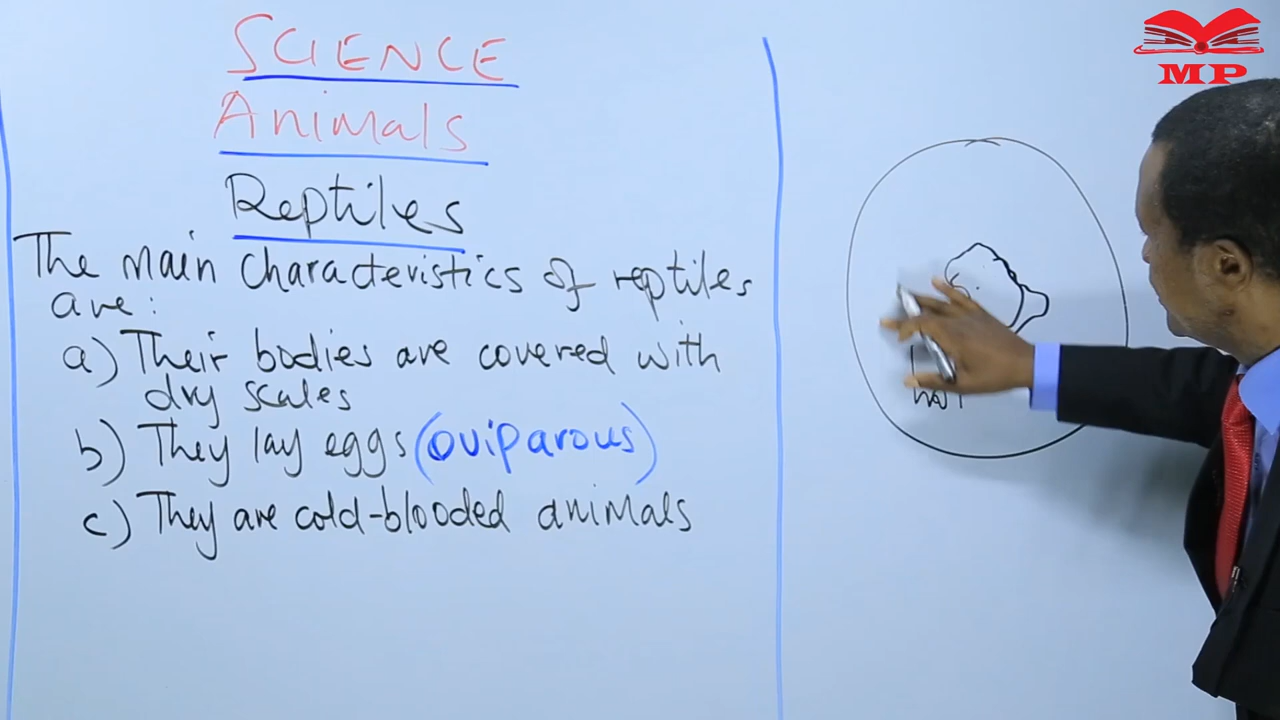 SCIENCE
Animals
Reptiles
The main characteristics of reptiles
are:
a) Their bodies are covered with
dry scales
b) They lay eggs (oviparous)
c) They are cold-blooded animals
MP